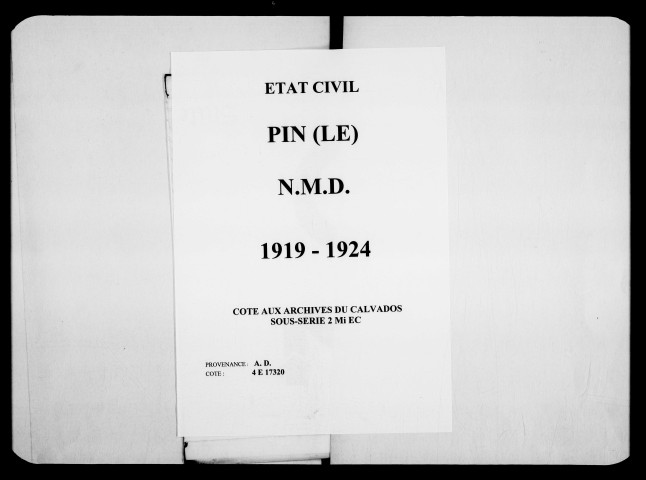 ETAT CIVIL
PIN (LE)
N.M.D.
1919 - 1924
COTE AUX ARCHIVES DU CALVADOS
SOUS-SERIE 2 Mi EC
PROVENANCE : A. D.
COTE : 4 E 17320